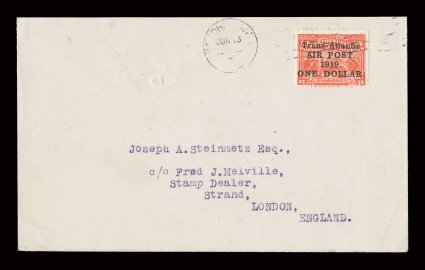 JUN 13
Trans-Atlantic
AIR POST,
1919.
ONE DOLLAR.
Joseph A.Steinmetz Esq.,
c/o Fred J.Melville,
Stamp Dealer,
Strand,
LONDON,
ENGLAND.